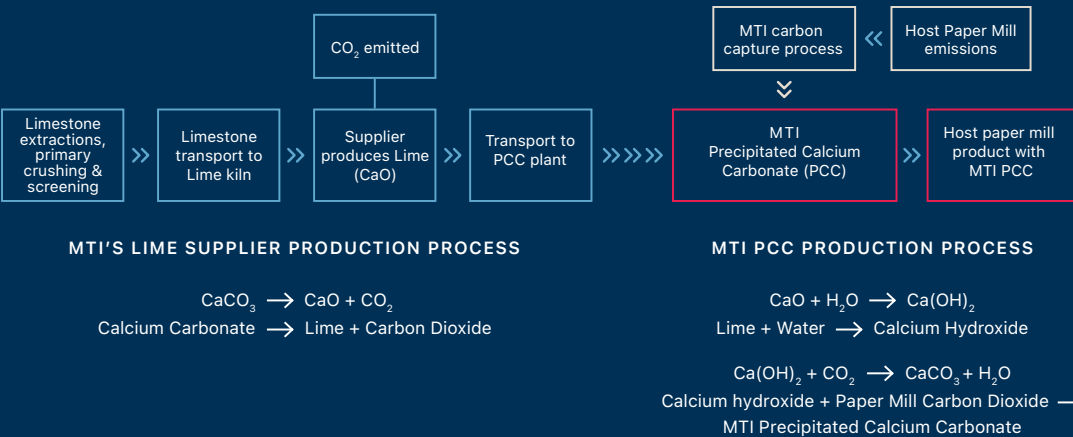 MTI carbon
capture process
Host Paper Mill
emissions
CO₂ emitted
Limestone
extractions,
primary
crushing &
screening
Limestone
transport to
Lime kiln
Supplier
produces Lime
(CaO)
Transport to
PCC plant
MTI
Precipitated Calcium
Carbonate (PCC)
Host paper mill
product with
MTI PCC
MTI'S LIME SUPPLIER PRODUCTION PROCESS
CaCO₃ → CaO + CO₂
Calcium Carbonate → Lime + Carbon Dioxide
MTI PCC PRODUCTION PROCESS
CaO + H₂O → Ca(OH)₂
Lime + Water → Calcium Hydroxide
Ca(OH)₂ + CO₂ → CaCO₃ + H₂O
Calcium hydroxide + Paper Mill Carbon Dioxide →
MTI Precipitated Calcium Carbonate